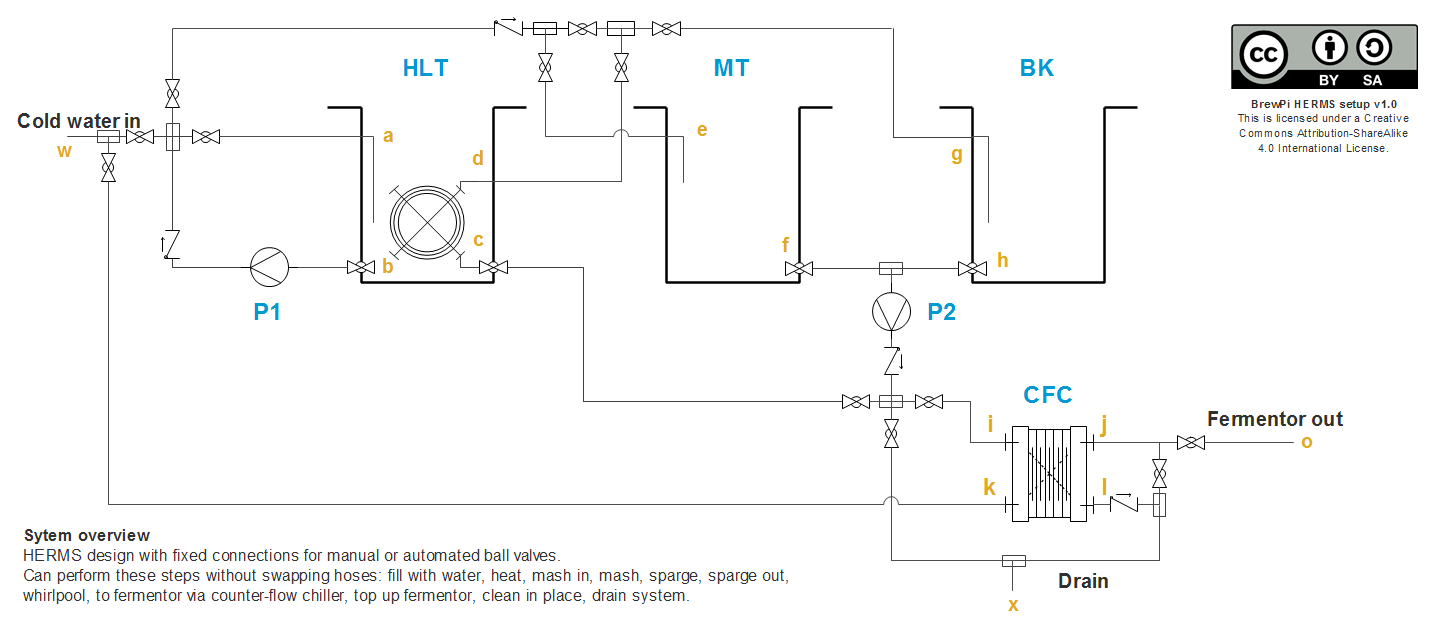 HLT
MT
BK
cc
BY SA
BrewPi HERMS setup v1.0
This is licensed under a Creative
Commons Attribution-ShareAlike
4.0 International License.
Cold water in
w
a
d
e
g
c
b
f
h
P1
P2
CFC
i
j
Fermentor out
o
k
l
Sytem overview
HERMS design with fixed connections for manual or automated ball valves.
Can perform these steps without swapping hoses: fill with water, heat, mash in, mash, sparge, sparge out,
whirlpool, to fermentor via counter-flow chiller, top up fermentor, clean in place, drain system.
Drain
x